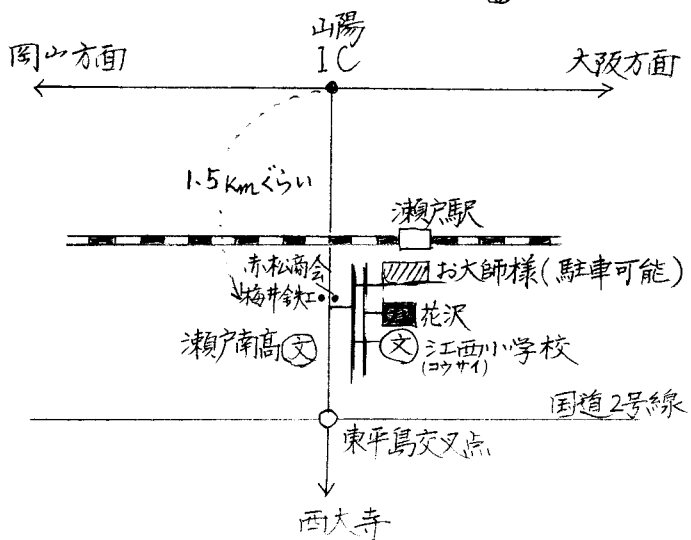 山陽
IC
岡山方面
大阪方面
1.5Kmぐらい
瀬戸駅
赤松商会
お大師様(駐車可能)
梅井鉄工
花沢
瀬戸南高 文
文 江西小学校
(コウサイ)
国道2号線
東平島交叉点
西大寺